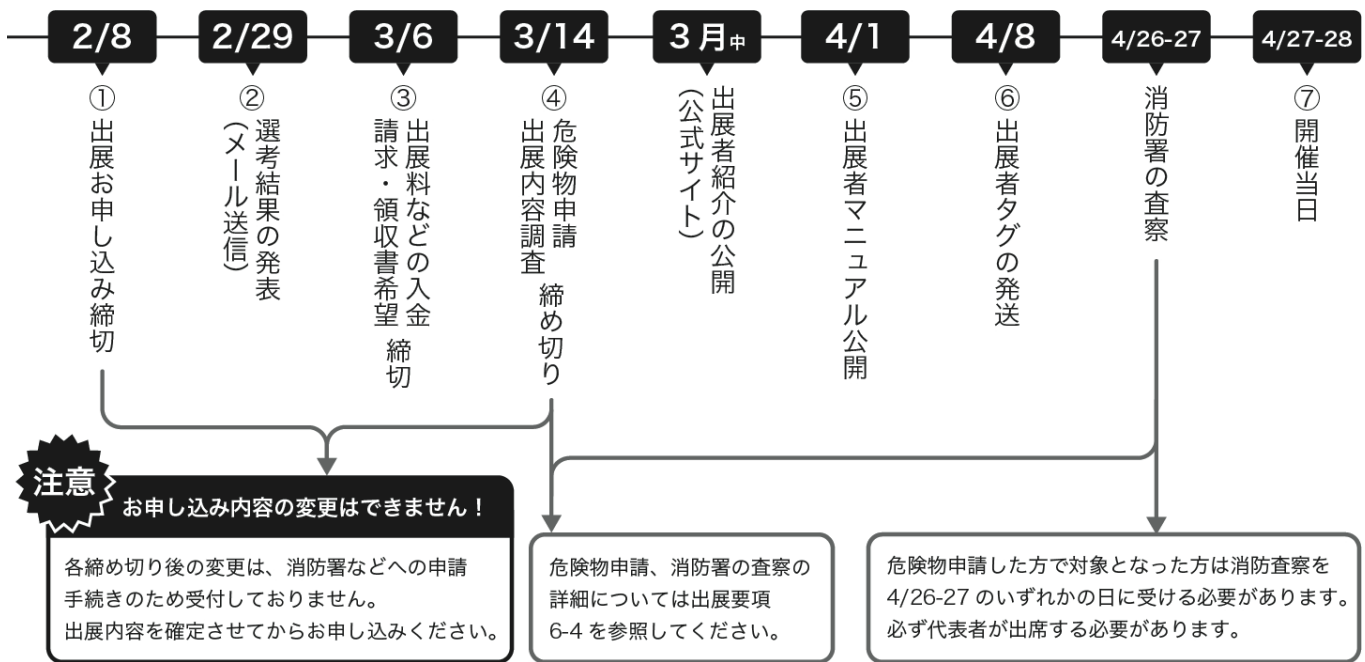 2/8
① 出展お申し込み締切
2/29
② 選考結果の発表
(メール送信)
3/6
③ 出展料などの入金
請求・領収書希望
締切
3/14
④ 危険物申請
出展内容調査
締め切り
3月中
出展者紹介の公開
(公式サイト)
4/1
⑤ 出展者マニュアル公開
4/8
⑥ 出展者タグの発送
4/26-27
消防署の査察
4/27-28
⑦ 開催当日
注意
お申し込み内容の変更はできません！
各締め切り後の変更は、消防署などへの申請
手続きのため受付しておりません。
出展内容を確定させてからお申し込みください。
危険物申請、消防署の査察の
詳細については出展要項
6-4 を参照してください。
危険物申請した方で対象となった方は消防査察を
4/26-27 のいずれかの日に受ける必要があります。
必ず代表者が出席する必要があります。